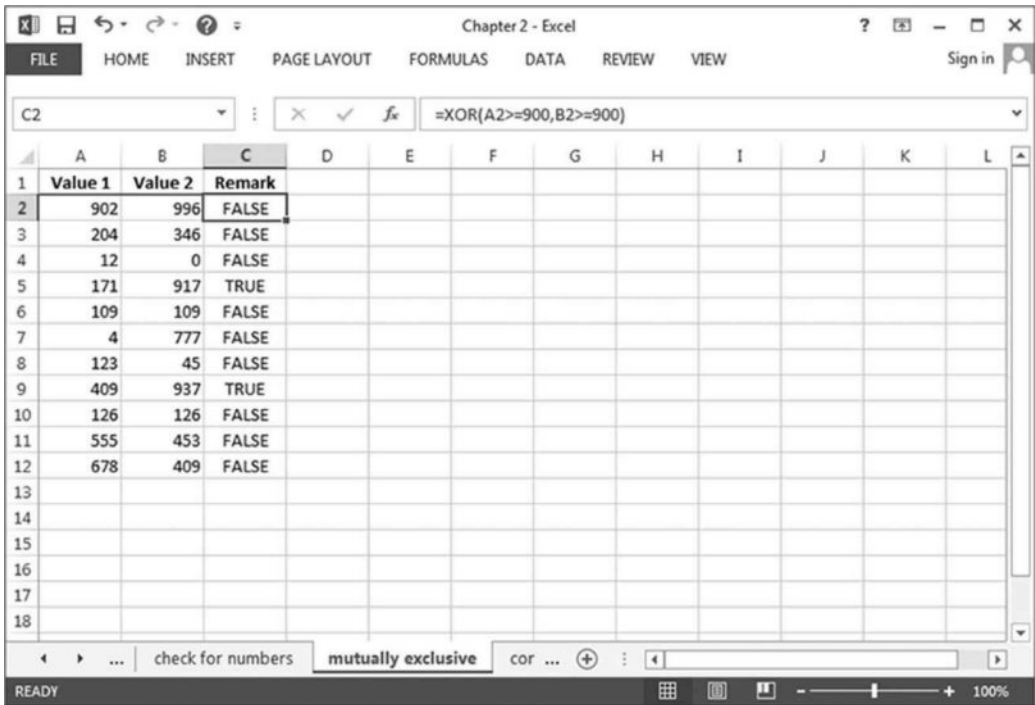 Chapter 2 - Excel ?
FILE HOME INSERT PAGE LAYOUT FORMULAS DATA REVIEW VIEW Sign in
C2 fx =XOR(A2>=900,B2>=900)
A B C D E F G H I J K L
1 Value 1 Value 2 Remark
2 902 996 FALSE
3 204 346 FALSE
4 12 0 FALSE
5 171 917 TRUE
6 109 109 FALSE
7 4 777 FALSE
8 123 45 FALSE
9 409 937 TRUE
10 126 126 FALSE
11 555 453 FALSE
12 678 409 FALSE
13
14
15
16
17
18
... check for numbers mutually exclusive cor ...
READY 100%